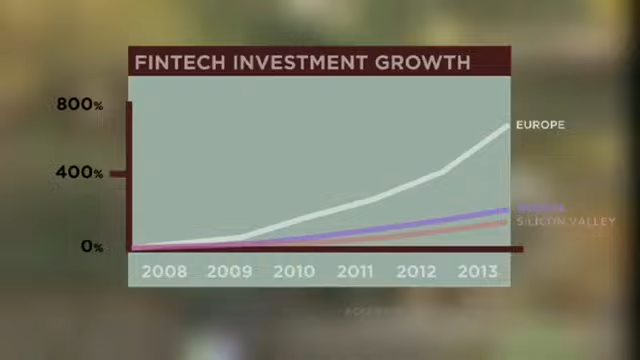 FINTECH INVESTMENT GROWTH
800%
EUROPE
400%
SILICON VALLEY
0%
2008 2009 2010 2011 2012 2013